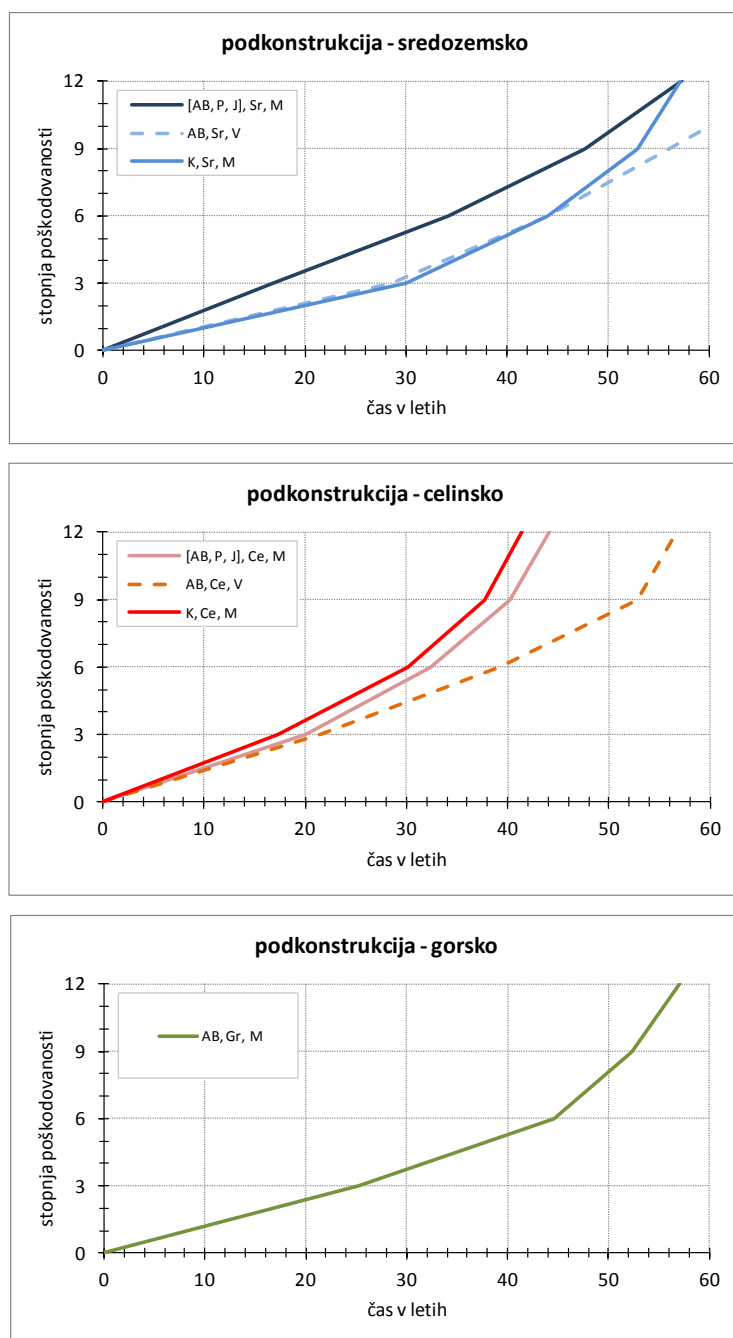 podkonstrukcija - sredozemsko
stopnja poškodovanosti
12
9
6
3
0
[AB, P, J], Sr, M
AB, Sr, V
K, Sr, M
0 10 20 30 40 50 60
čas v letih
podkonstrukcija - celinsko
stopnja poškodovanosti
12
9
6
3
0
[AB, P, J], Ce, M
AB, Ce, V
K, Ce, M
0 10 20 30 40 50 60
čas v letih
podkonstrukcija - gorsko
stopnja poškodovanosti
12
9
6
3
0
AB, Gr, M
0 10 20 30 40 50 60
čas v letih